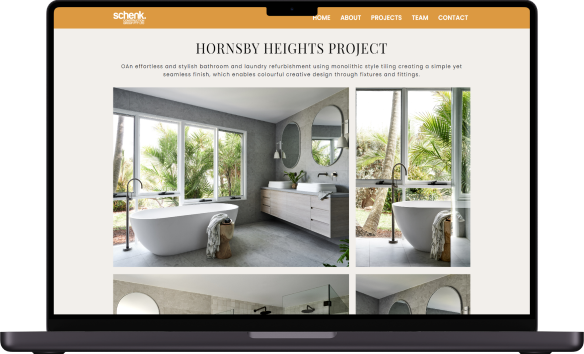 schenk.
HOME ABOUT PROJECTS TEAM CONTACT
HORNSBY HEIGHTS PROJECT
OAn effortless and stylish bathroom and laundry refurbishment using monolithic style tiling creating a simple yet
seamless finish, which enables colourful creative design through fixtures and fittings.